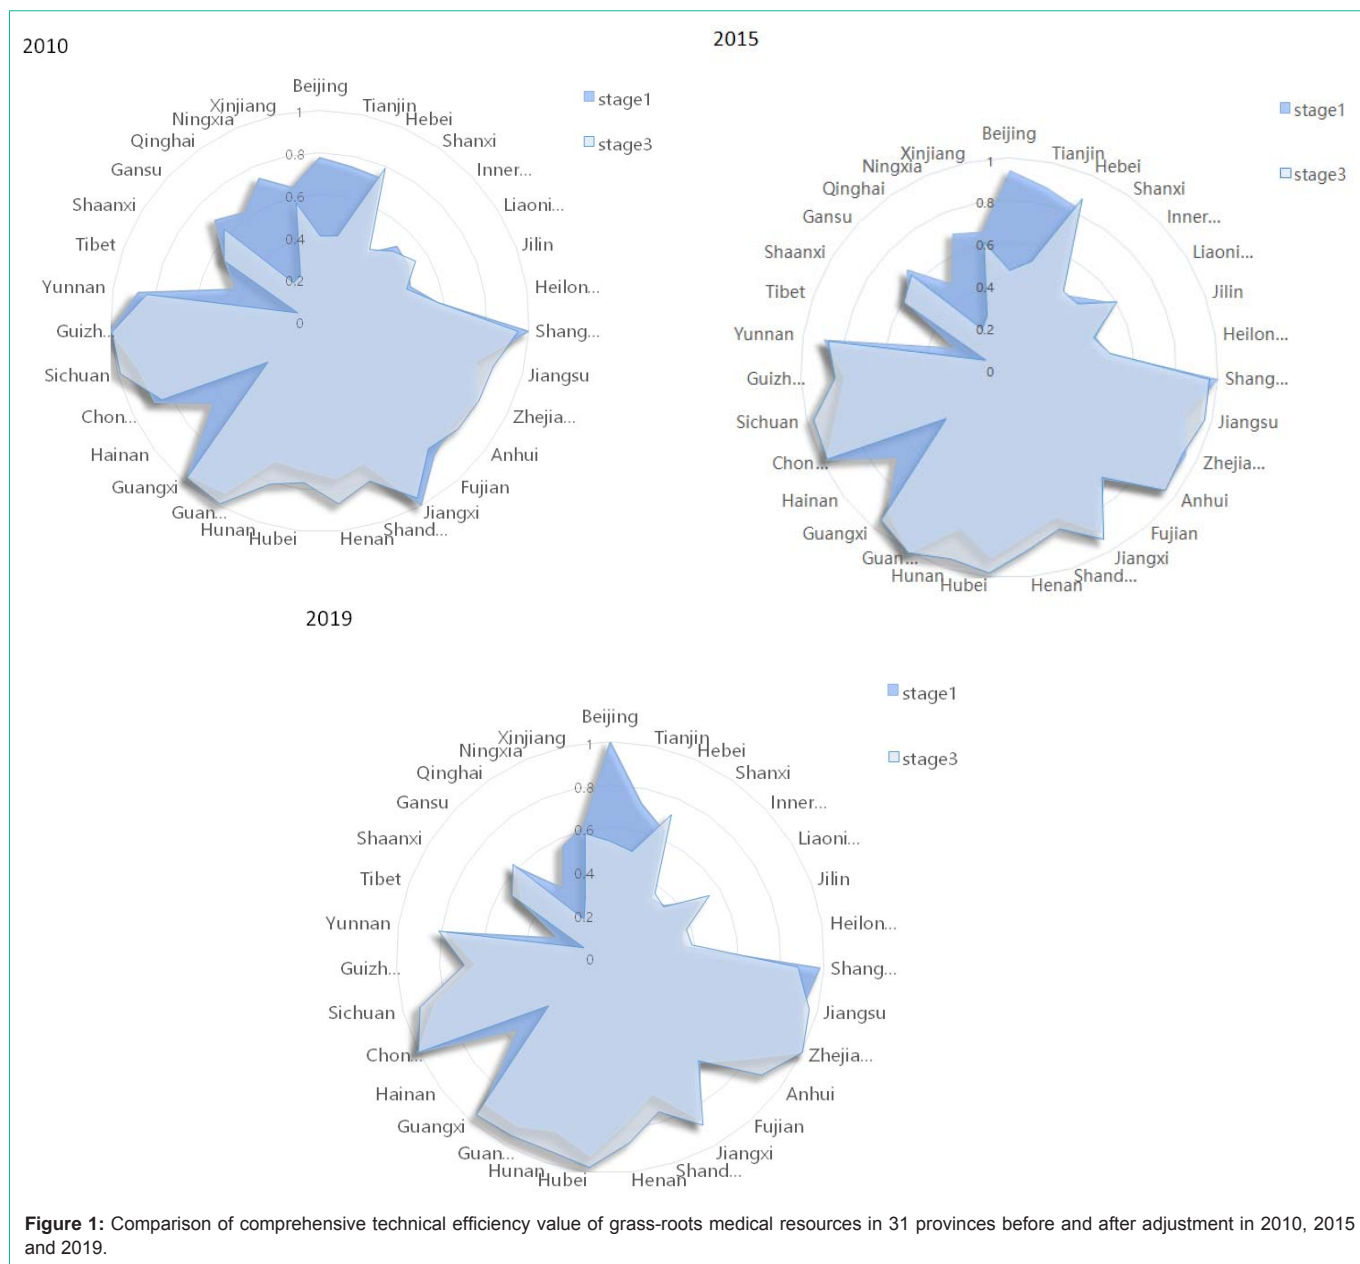 2010
Beijing
Tianjin
Hebei
Shanxi
Inner...
Liaoni...
Jilin
Heilon...
Shang...
Jiangsu
Zhejia...
Anhui
Fujian
Jiangxi
Shand...
Henan
Hubei
Hunan
Guan...
Guangxi
Hainan
Chon...
Sichuan
Guizh...
Yunnan
Tibet
Shaanxi
Gansu
Qinghai
Ningxia
Xinjiang
1
0.8
0.6
0.4
0.2
0
stage1
stage3
2015
Beijing
Tianjin
Hebei
Shanxi
Inner...
Liaoni...
Jilin
Heilon...
Shang...
Jiangsu
Zhejia...
Anhui
Fujian
Jiangxi
Shand...
Henan
Hubei
Hunan
Guan...
Guangxi
Hainan
Chon...
Sichuan
Guizh...
Yunnan
Tibet
Shaanxi
Gansu
Qinghai
Ningxia
Xinjiang
1
0.8
0.6
0.4
0.2
0
stage1
stage3
2019
Beijing
Tianjin
Hebei
Shanxi
Inner...
Liaoni...
Jilin
Heilon...
Shang...
Jiangsu
Zhejia...
Anhui
Fujian
Jiangxi
Shand...
Henan
Hubei
Hunan
Guan...
Guangxi
Hainan
Chon...
Sichuan
Guizh...
Yunnan
Tibet
Shaanxi
Gansu
Qinghai
Ningxia
Xinjiang
1
0.8
0.6
0.4
0.2
0
stage1
stage3
Figure 1: Comparison of comprehensive technical efficiency value of grass-roots medical resources in 31 provinces before and after adjustment in 2010, 2015
and 2019.